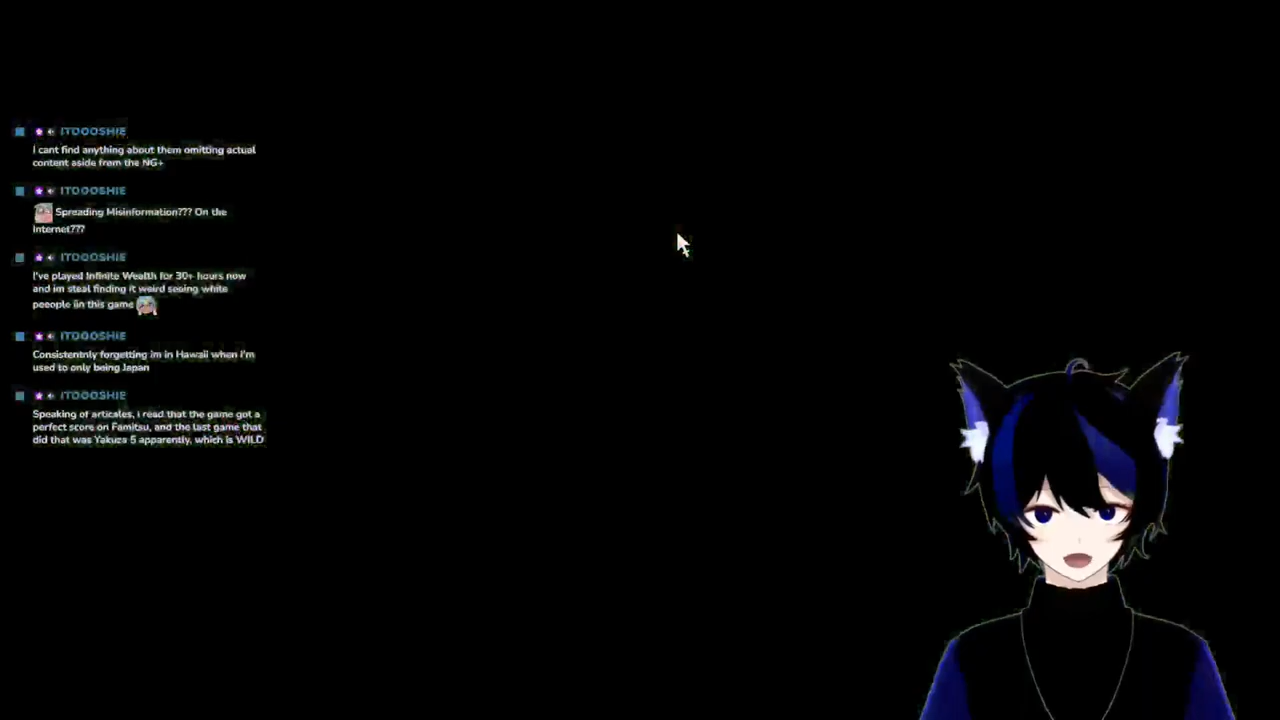 ITOOOSHIE
I cant find anything about them omitting actual
content aside from the NG+
ITOOOSHIE
Spreading Misinformation??? On the
Internet???
ITOOOSHIE
I've played Infinite Wealth for 30+ hours now
and im steal finding it weird seeing white
peeople iin this game
ITOOOSHIE
Consistentnly forgetting im in Hawaii when I'm
used to only being Japan
ITOOOSHIE
Speaking of articales, i read that the game got a
perfect score on Famitsu, and the last game that
did that was Yakuza 5 apparently, which is WILD